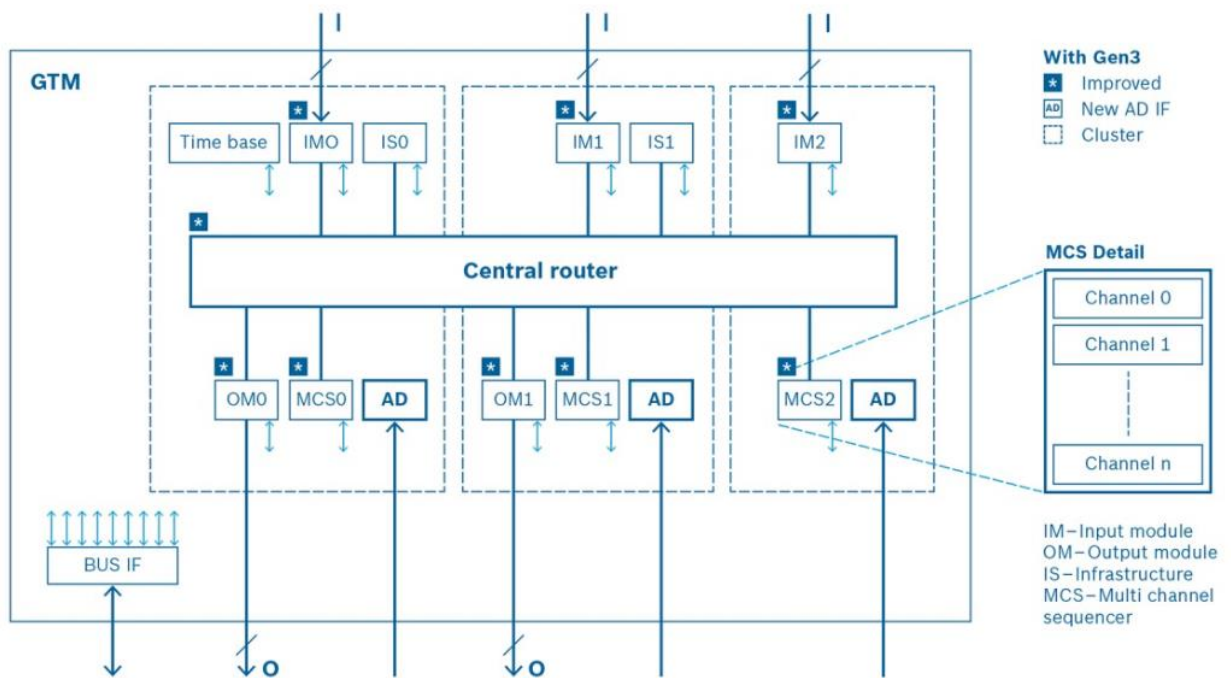 I
I
I
GTM
With Gen3
* Improved
AD New AD IF
Cluster
*
*
*
Time base
IM0
IS0
IM1
IS1
IM2
*
Central router
MCS Detail
Channel 0
Channel 1
Channel n
*
*
*
*
*
OM0
MCS0
AD
OM1
MCS1
AD
MCS2
AD
BUS IF
IM–Input module
OM–Output module
IS–Infrastructure
MCS–Multi channel
sequencer
O
O